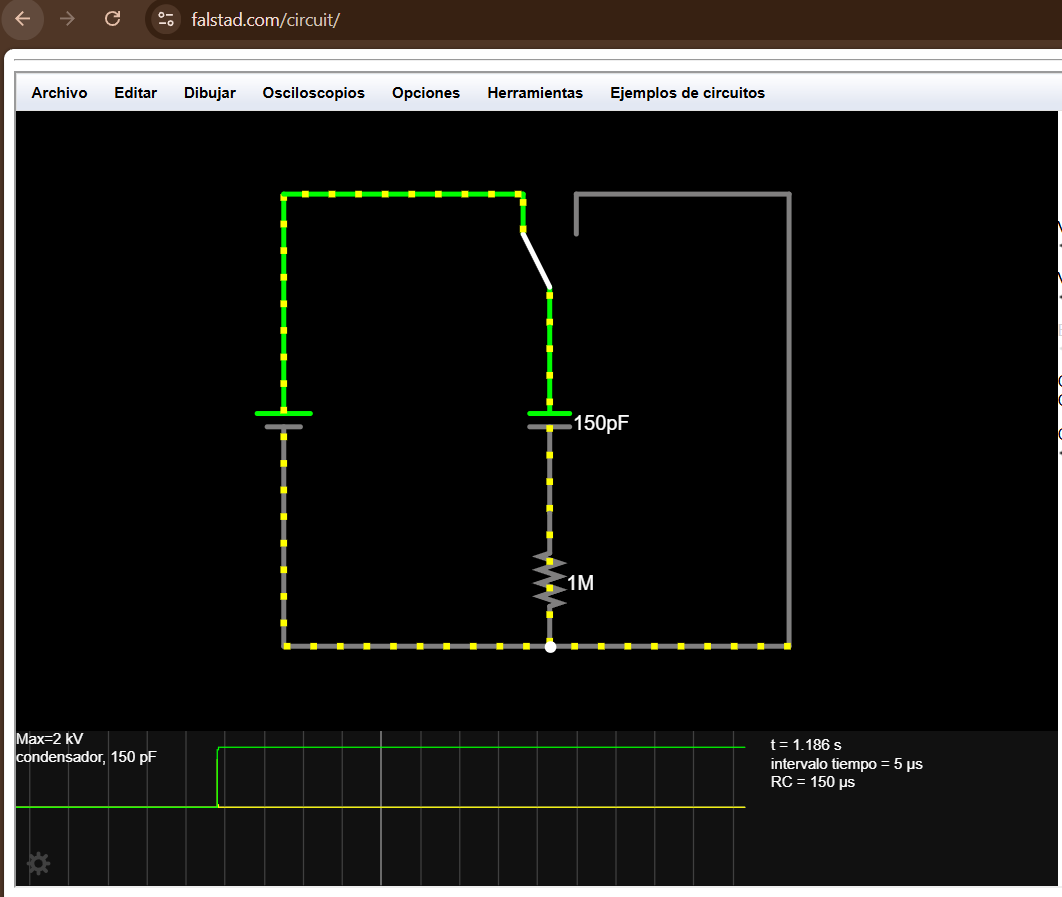 falstad.com/circuit/
Archivo Editar Dibujar Osciloscopios Opciones Herramientas Ejemplos de circuitos
150pF
1M
Max=2 kV
condensador, 150 pF
t = 1.186 s
intervalo tiempo = 5 µs
RC = 150 µs